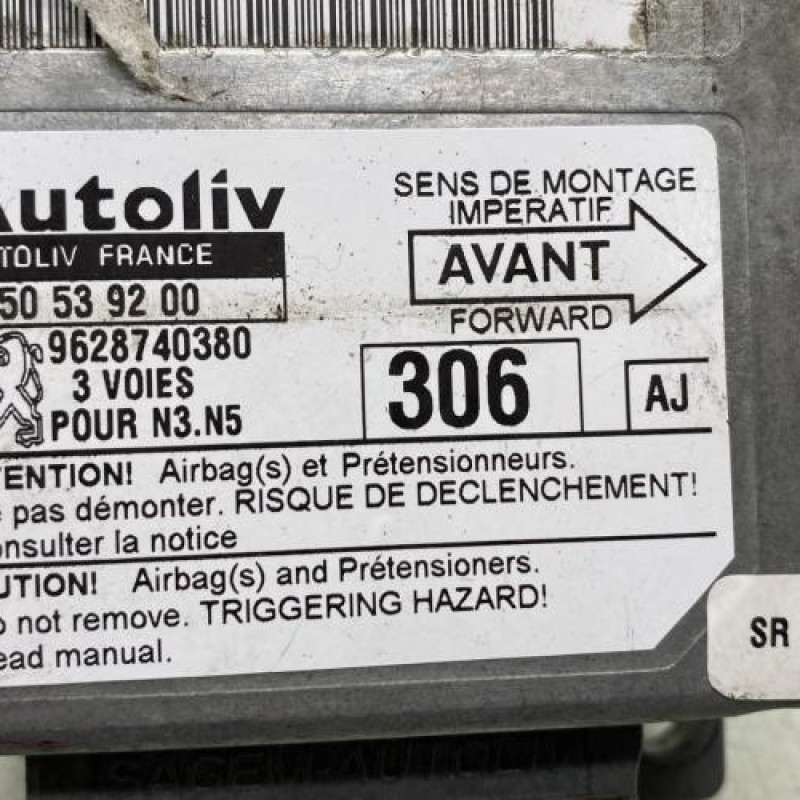 Autoliv
TOLIV FRANCE
50 53 92 00
9628740380
3 VOIES
POUR N3.N5
SENS DE MONTAGE
IMPERATIF
AVANT
FORWARD
306
AJ
TENTION! Airbag(s) et Prétensionneurs.
e pas démonter. RISQUE DE DECLENCHEMENT!
onsulter la notice
UTION! Airbag(s) and Prétensioners.
o not remove. TRIGGERING HAZARD!
ead manual.
SR
SAGEM-AUTOLIV